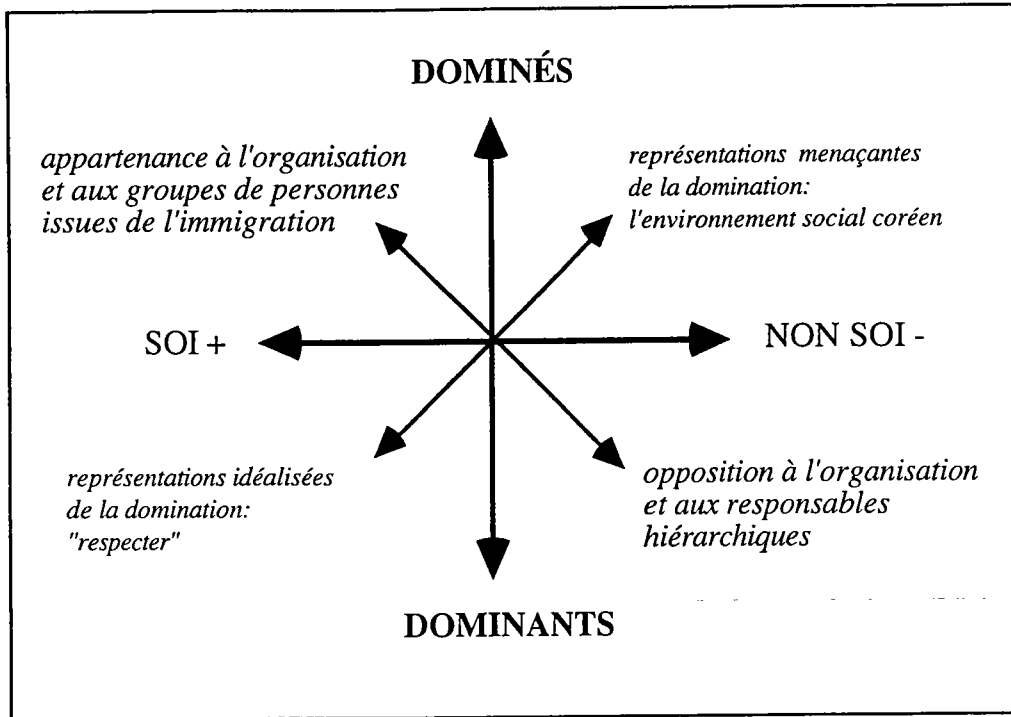 DOMINÉS
appartenance à l'organisation
et aux groupes de personnes
issues de l'immigration
représentations menaçantes
de la domination:
l'environnement social coréen
SOI +
NON SOI -
représentations idéalisées
de la domination:
"respecter"
opposition à l'organisation
et aux responsables
hiérarchiques
DOMINANTS